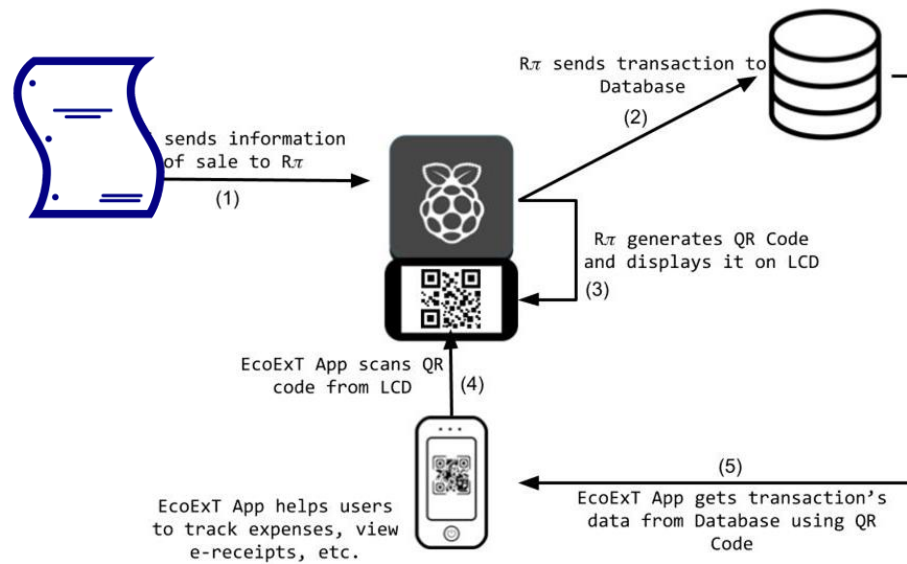 sends information
of sale to Rπ
(1)
Rπ sends transaction to
Database
(2)
Rπ generates QR Code
and displays it on LCD
(3)
EcoExT App scans QR
code from LCD
(4)
(5)
EcoExT App gets transaction's
data from Database using QR
Code
EcoExT App helps users
to track expenses, view
e-receipts, etc.